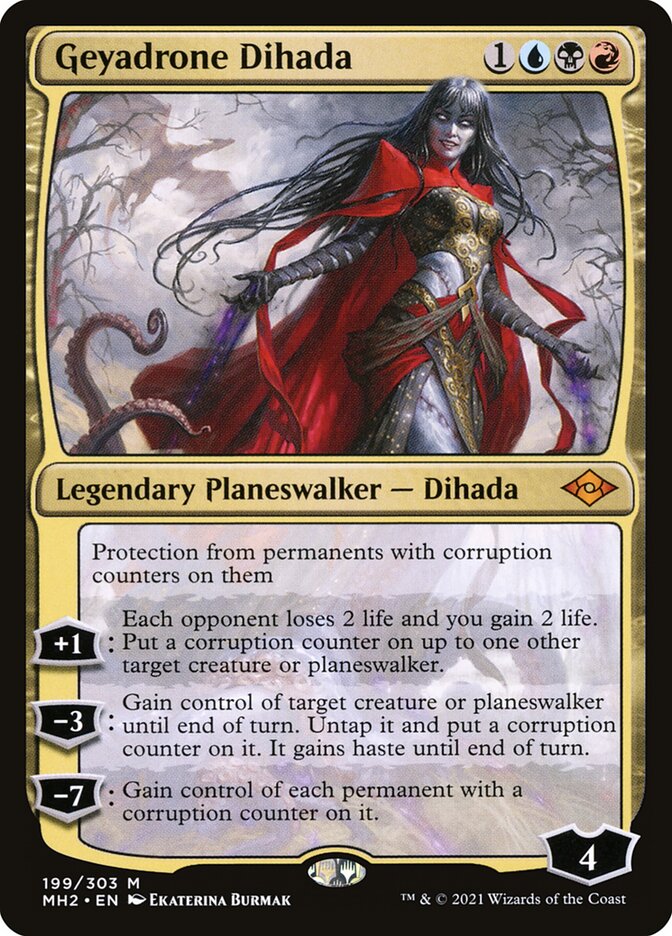 Geyadrone Dihada 1
Legendary Planeswalker — Dihada
Protection from permanents with corruption
counters on them
Each opponent loses 2 life and you gain 2 life.
+1 : Put a corruption counter on up to one other
target creature or planeswalker.
Gain control of target creature or planeswalker
−3 : until end of turn. Untap it and put a corruption
counter on it. It gains haste until end of turn.
−7 : Gain control of each permanent with a
corruption counter on it.
4
199/303 M
MH2 • EN Ekaterina Burmak ™ & © 2021 Wizards of the Coast